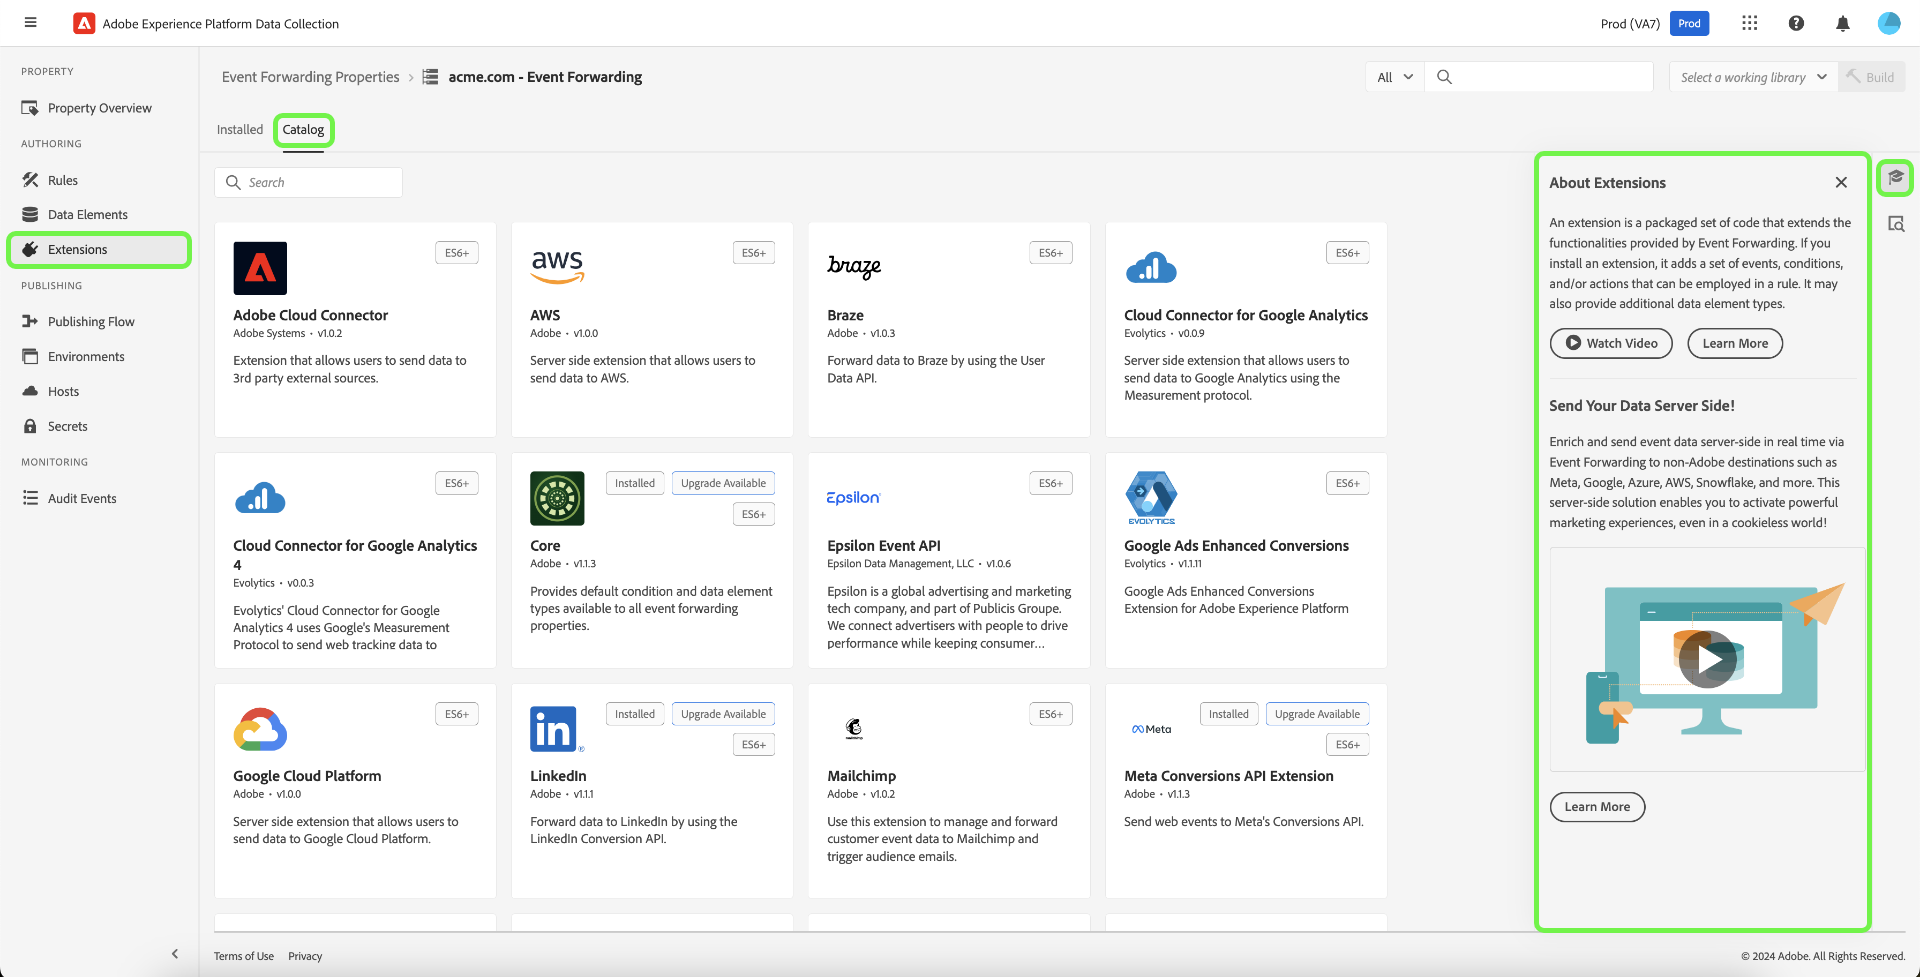 Adobe Experience Platform Data Collection
Prod (VA7)
Prod
PROPERTY
Property Overview
AUTHORING
Rules
Data Elements
Extensions
PUBLISHING
Publishing Flow
Environments
Hosts
Secrets
MONITORING
Audit Events
Event Forwarding Properties
acme.com - Event Forwarding
All
Select a working library
Build
Installed
Catalog
Search
ES6+
Adobe Cloud Connector
Adobe Systems • v1.0.2
Extension that allows users to send data to
3rd party external sources.
aws
ES6+
AWS
Adobe • v1.0.0
Server side extension that allows users to
send data to AWS.
braze
ES6+
Braze
Adobe • v1.0.3
Forward data to Braze by using the User
Data API.
ES6+
Cloud Connector for Google Analytics
Evolytics • v0.0.9
Server side extension that allows users to
send data to Google Analytics using the
Measurement protocol.
ES6+
Cloud Connector for Google Analytics
4
Evolytics • v0.0.3
Evolytics' Cloud Connector for Google
Analytics 4 uses Google's Measurement
Protocol to send web tracking data to
Installed
Upgrade Available
ES6+
Core
Adobe • v1.1.3
Provides default condition and data element
types available to all event forwarding
properties.
Epsilon
ES6+
Epsilon Event API
Epsilon Data Management, LLC • v1.0.6
Epsilon is a global advertising and marketing
tech company, and part of Publicis Groupe.
We connect advertisers with people to drive
performance while keeping consumer...
EVOLYTICS
ES6+
Google Ads Enhanced Conversions
Evolytics • v1.1.11
Google Ads Enhanced Conversions
Extension for Adobe Experience Platform
ES6+
Google Cloud Platform
Adobe • v1.0.0
Server side extension that allows users to
send data to Google Cloud Platform.
in
Installed
Upgrade Available
ES6+
LinkedIn
Adobe • v1.1.1
Forward data to LinkedIn by using the
LinkedIn Conversion API.
ES6+
Mailchimp
Adobe • v1.0.2
Use this extension to manage and forward
customer event data to Mailchimp and
trigger audience emails.
Meta
Installed
Upgrade Available
ES6+
Meta Conversions API Extension
Adobe • v1.1.3
Send web events to Meta's Conversions API.
About Extensions
An extension is a packaged set of code that extends the
functionalities provided by Event Forwarding. If you
install an extension, it adds a set of events, conditions,
and/or actions that can be employed in a rule. It may
also provide additional data element types.
Watch Video
Learn More
Send Your Data Server Side!
Enrich and send event data server-side in real time via
Event Forwarding to non-Adobe destinations such as
Meta, Google, Azure, AWS, Snowflake, and more. This
server-side solution enables you to activate powerful
marketing experiences, even in a cookieless world!
Learn More
Terms of Use
Privacy
© 2024 Adobe. All Rights Reserved.